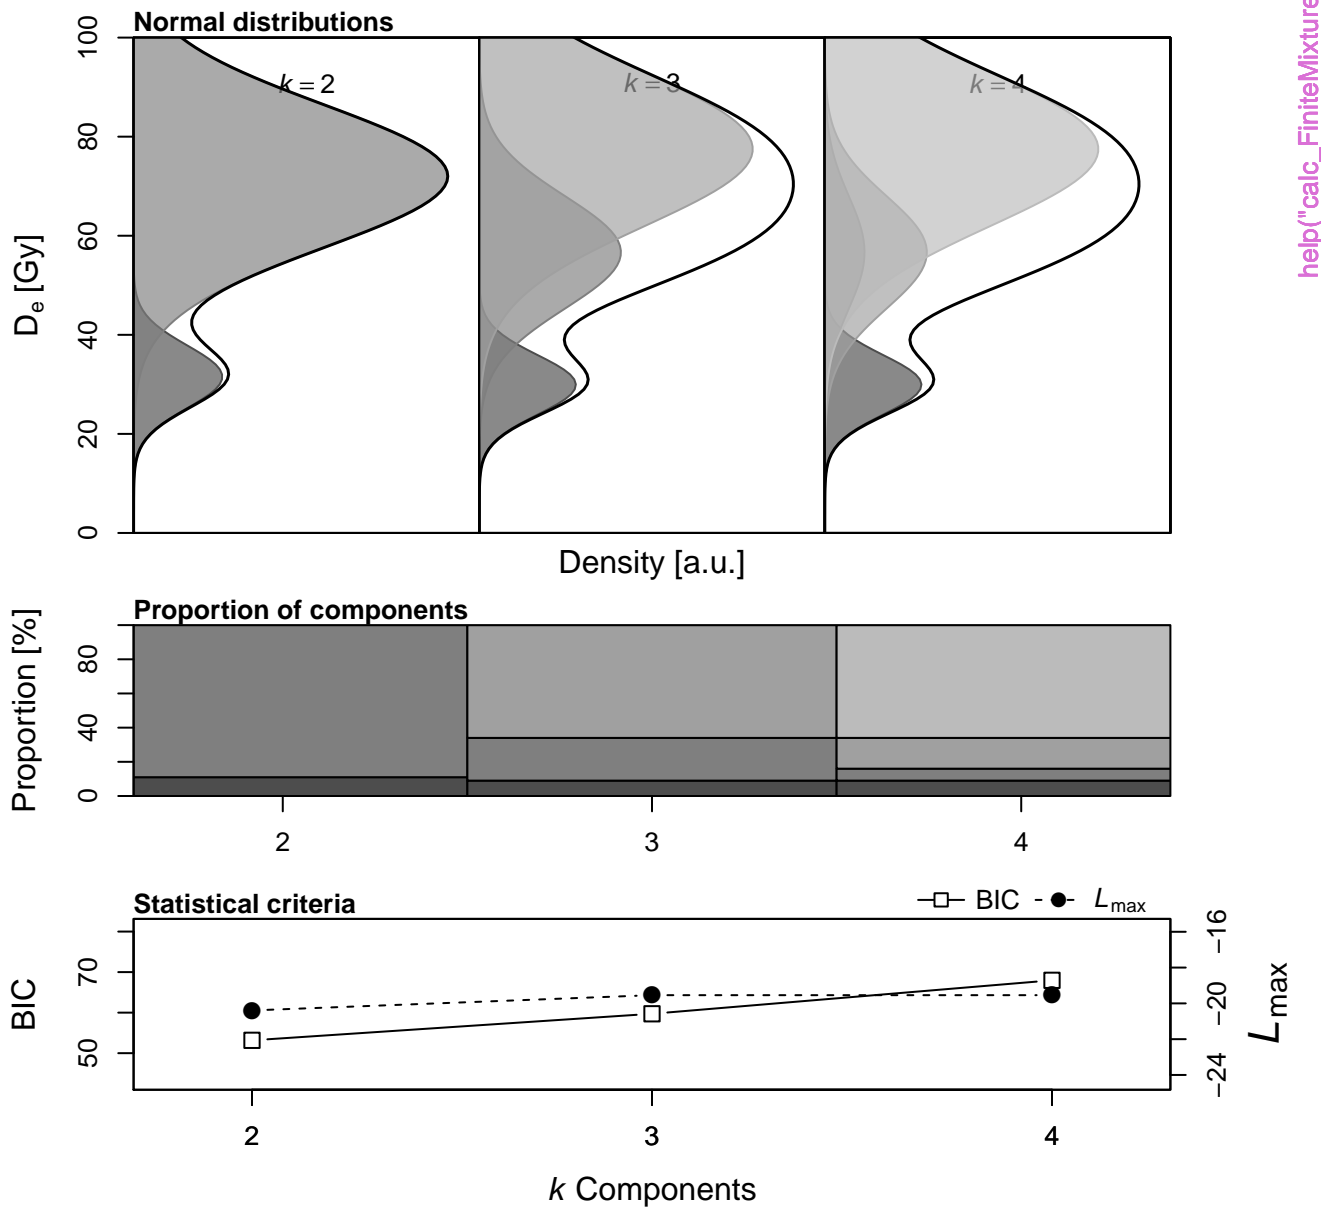 Normal distributions
100
80
60
40
20
0
De [Gy]
k = 2
k = 3
k = 4
Density [a.u.]
help("calc_FiniteMixture
Proportion of components
80
40
0
Proportion [%]
2
3
4
Statistical criteria
BIC
Lmax
70
50
BIC
−16
−20
−24
Lmax
2
3
4
k Components